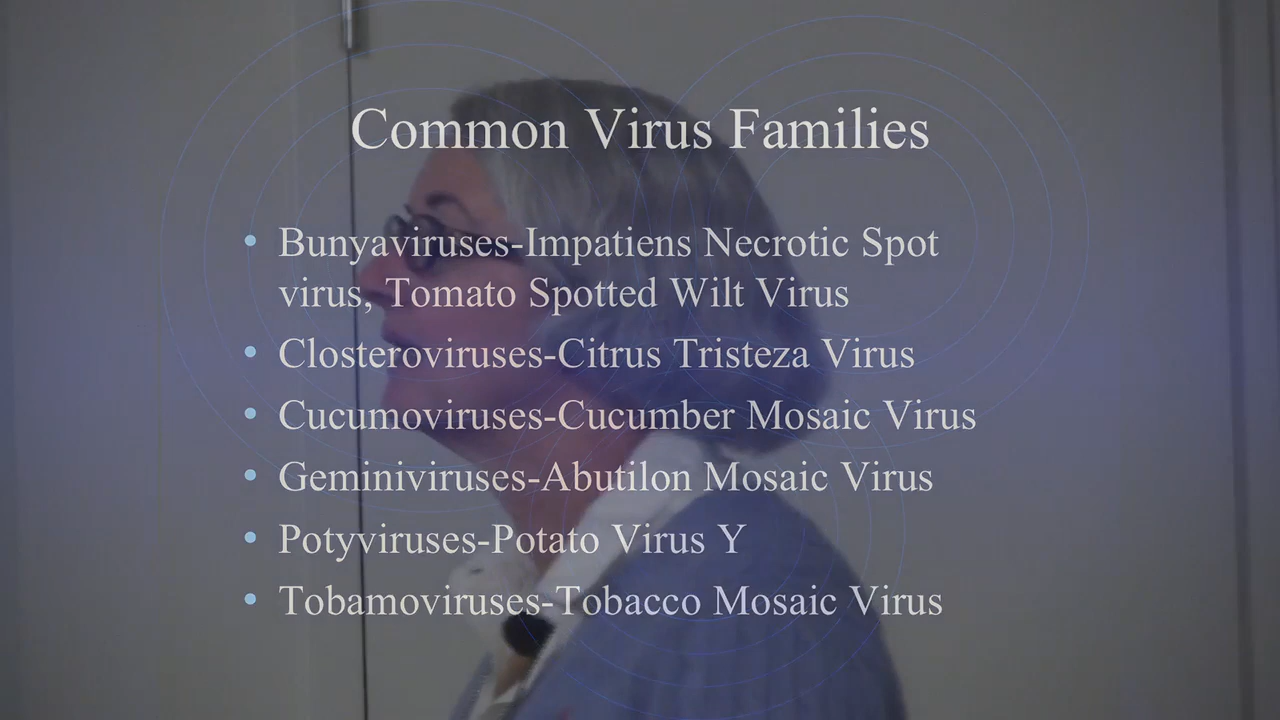 Common Virus Families
• Bunyaviruses-Impatiens Necrotic Spot
virus, Tomato Spotted Wilt Virus
• Closteroviruses-Citrus Tristeza Virus
• Cucumoviruses-Cucumber Mosaic Virus
• Geminiviruses-Abutilon Mosaic Virus
• Potyviruses-Potato Virus Y
• Tobamoviruses-Tobacco Mosaic Virus